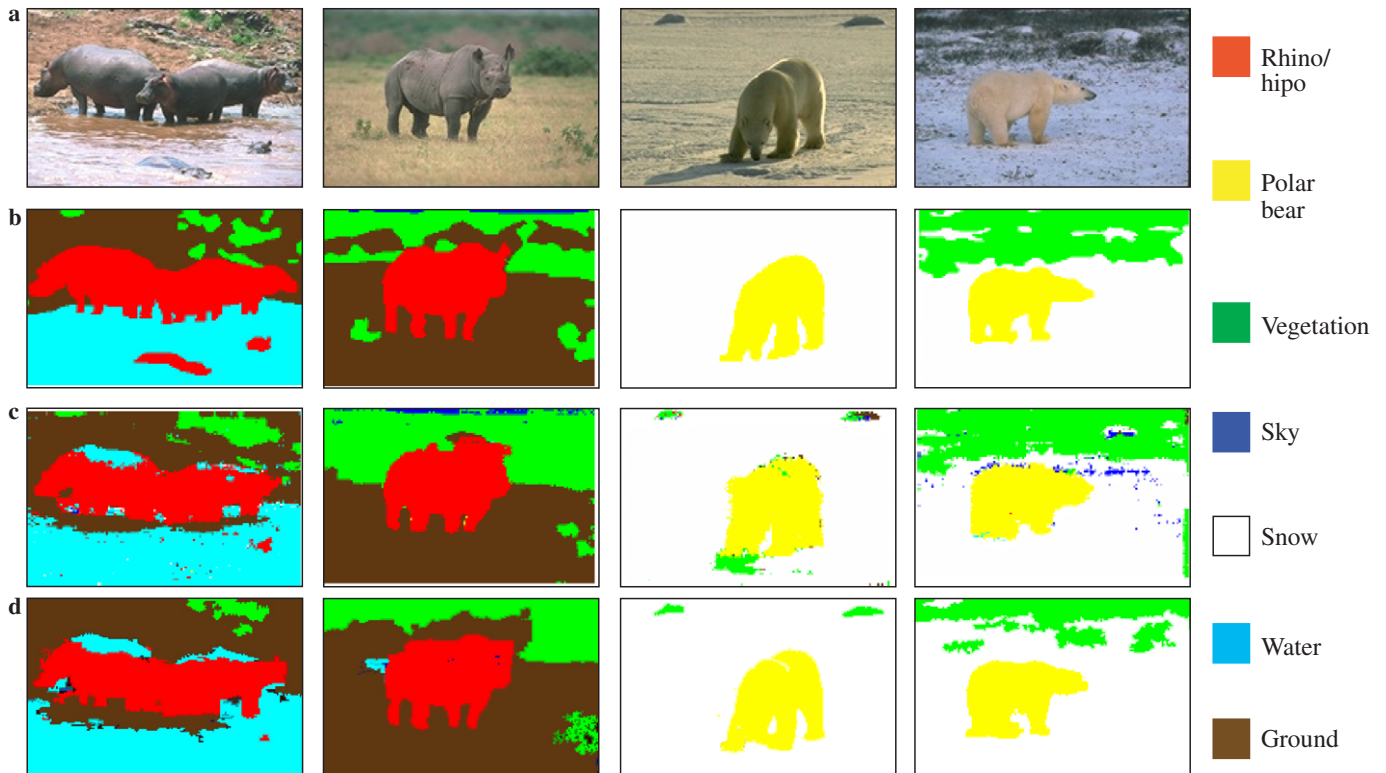 a
b
c
d
Rhino/
hipo
Polar
bear
Vegetation
Sky
Snow
Water
Ground